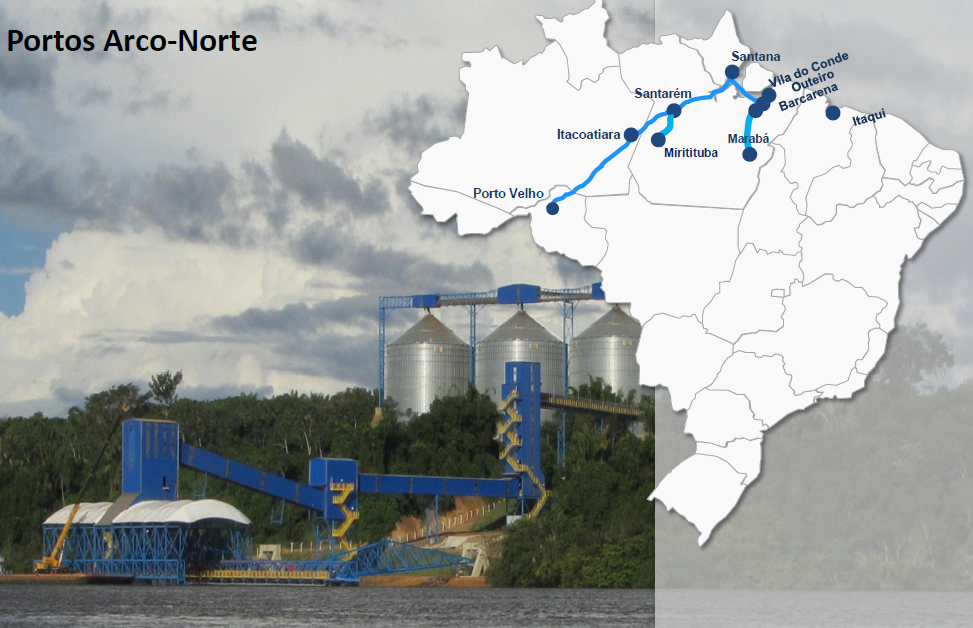 Portos Arco-Norte
Santana
Vila do Conde
Outeiro
Barcarena
Santarém
Itaqui
Itacoatiara
Marabá
Miritituba
Porto Velho